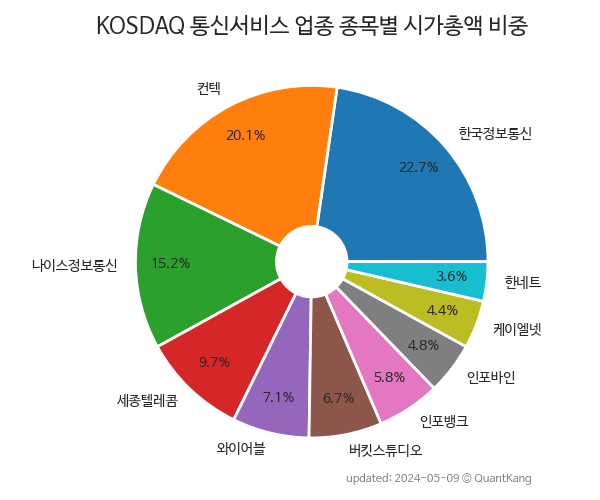 KOSDAQ 통신서비스 업종 종목별 시가총액 비중
컨텍
20.1%
한국정보통신
22.7%
나이스정보통신
15.2%
한네트
3.6%
케이엘넷
4.4%
인포바인
4.8%
세종텔레콤
9.7%
인포뱅크
5.8%
와이어블
7.1%
버킷스튜디오
6.7%
updated: 2024-05-09 © QuantKang